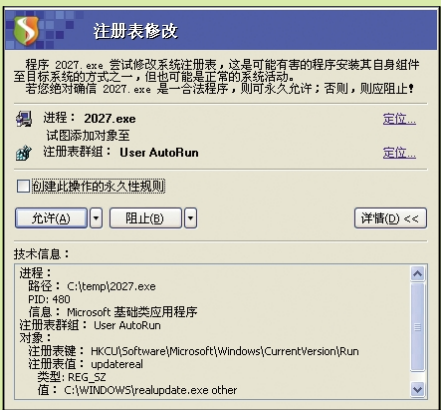 注册表修改
程序 2027.exe 尝试修改系统注册表，这是可能有害的程序安装其自身组件
至目标系统的方式之一，但也可能是正常的系统活动。
若您绝对确信 2027.exe 是一合法程序，则可永久允许；否则，则应阻止！
进程： 2027.exe 定位...
试图添加对象至
注册表群组： User AutoRun 定位...
创建此操作的永久性规则
允许(A) 阻止(B) 详情(D) <<
技术信息：
进程：
路径： C:\temp\2027.exe
PID: 480
信息： Microsoft 基础类应用程序
注册表群组： User AutoRun
对象：
注册表键： HKCU\Software\Microsoft\Windows\CurrentVersion\Run
注册表值： updatereal
类型: REG_SZ
值： C:\WINDOWS\realupdate.exe other